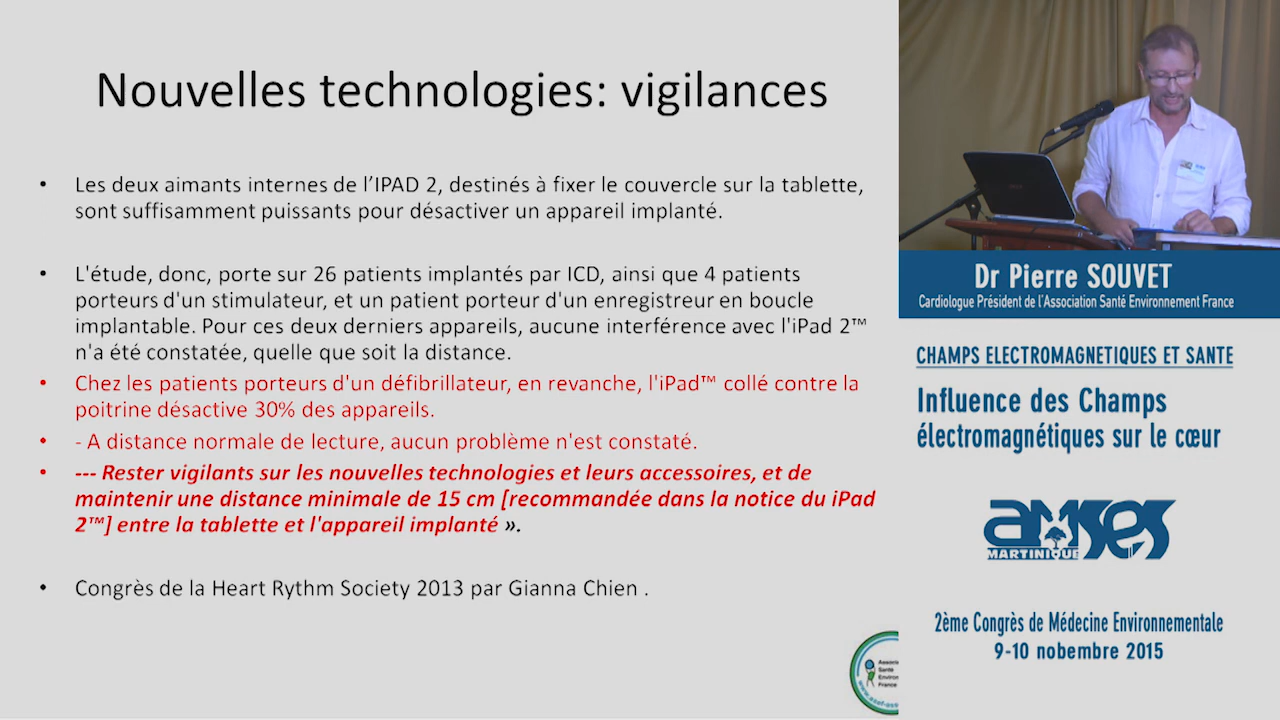 Nouvelles technologies: vigilances
• Les deux aimants internes de l’IPAD 2, destinés à fixer le couvercle sur la tablette,
sont suffisamment puissants pour désactiver un appareil implanté.
• L'étude, donc, porte sur 26 patients implantés par ICD, ainsi que 4 patients
porteurs d'un stimulateur, et un patient porteur d'un enregistreur en boucle
implantable. Pour ces deux derniers appareils, aucune interférence avec l'iPad 2™
n'a été constatée, quelle que soit la distance.
• Chez les patients porteurs d'un défibrillateur, en revanche, l'iPad™ collé contre la
poitrine désactive 30% des appareils.
• - A distance normale de lecture, aucun problème n'est constaté.
• --- Rester vigilants sur les nouvelles technologies et leurs accessoires, et de
maintenir une distance minimale de 15 cm [recommandée dans la notice du iPad
2™] entre la tablette et l'appareil implanté ».
• Congrès de la Heart Rythm Society 2013 par Gianna Chien .
Dr Pierre SOUVET
Cardiologue Président de l'Association Santé Environnement France
CHAMPS ELECTROMAGNETIQUES ET SANTE
Influence des Champs
électromagnétiques sur le cœur
amses
MARTINIQUE
2ème Congrès de Médecine Environnementale
9-10 nobembre 2015
Santé